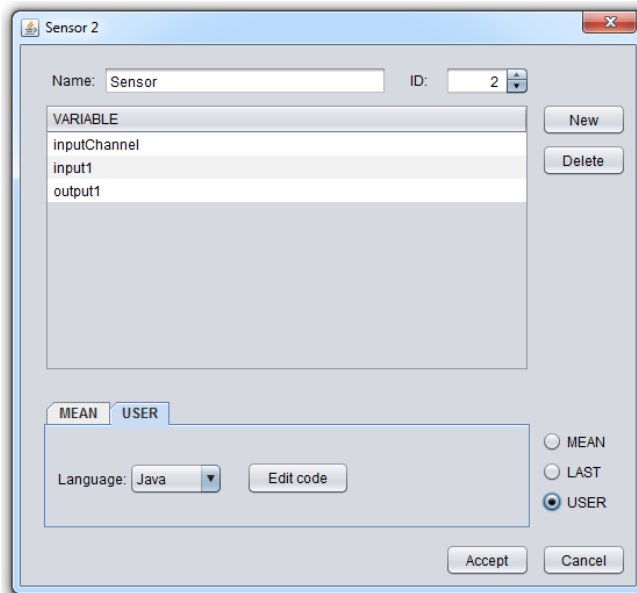 Sensor 2
Name: Sensor ID: 2
VARIABLE New
inputChannel
input1 Delete
output1
MEAN USER
MEAN
Language: Java Edit code LAST
USER
Accept Cancel